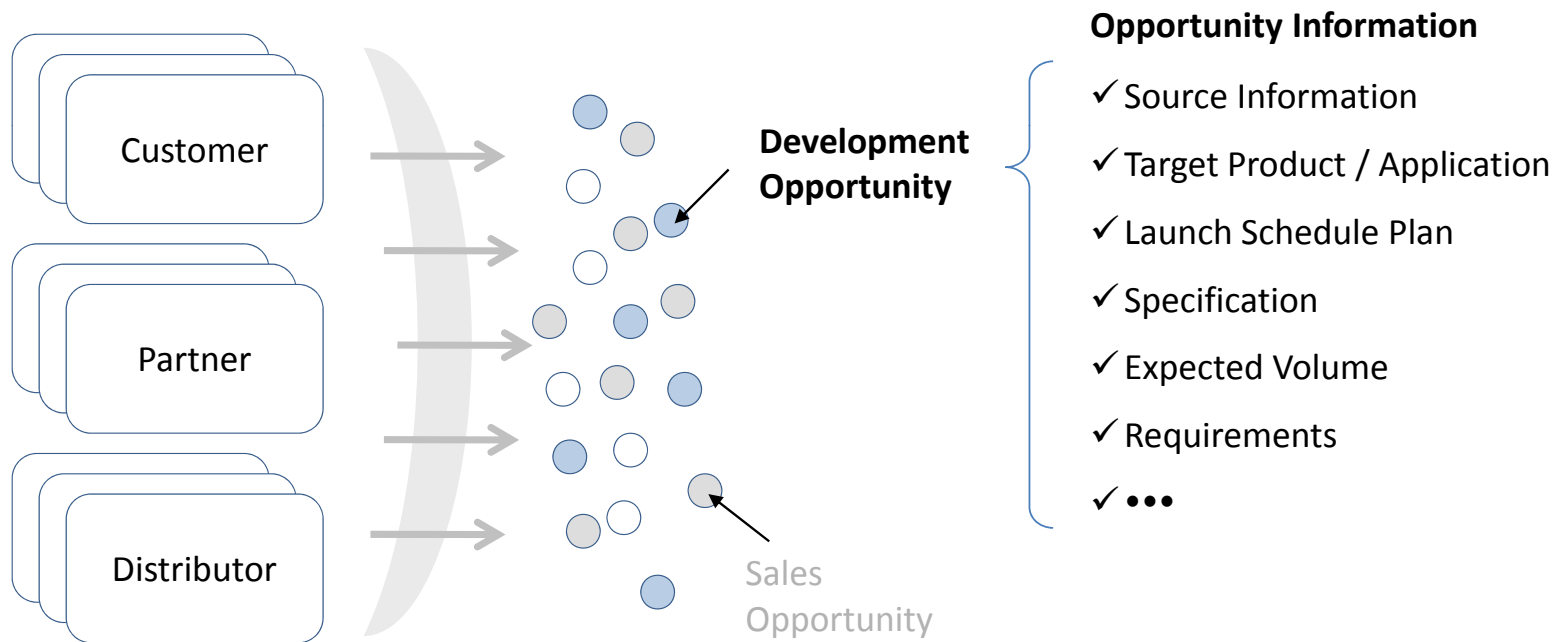 Customer
Partner
Distributor
Development
Opportunity
Sales
Opportunity
Opportunity Information
✓ Source Information
✓ Target Product / Application
✓ Launch Schedule Plan
✓ Specification
✓ Expected Volume
✓ Requirements
✓ •••